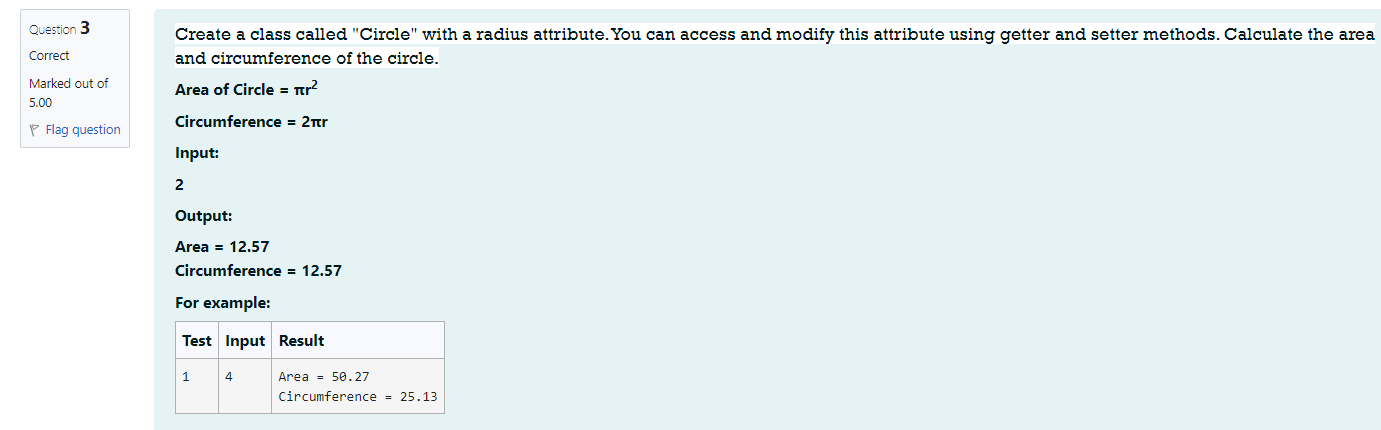 Question 3
Correct
Marked out of
5.00
Flag question
Create a class called "Circle" with a radius attribute.You can access and modify this attribute using getter and setter methods. Calculate the area
and circumference of the circle.
Area of Circle = πr²
Circumference = 2πr
Input:
2
Output:
Area = 12.57
Circumference = 12.57
For example:
Test Input Result
1 4 Area = 50.27
Circumference = 25.13